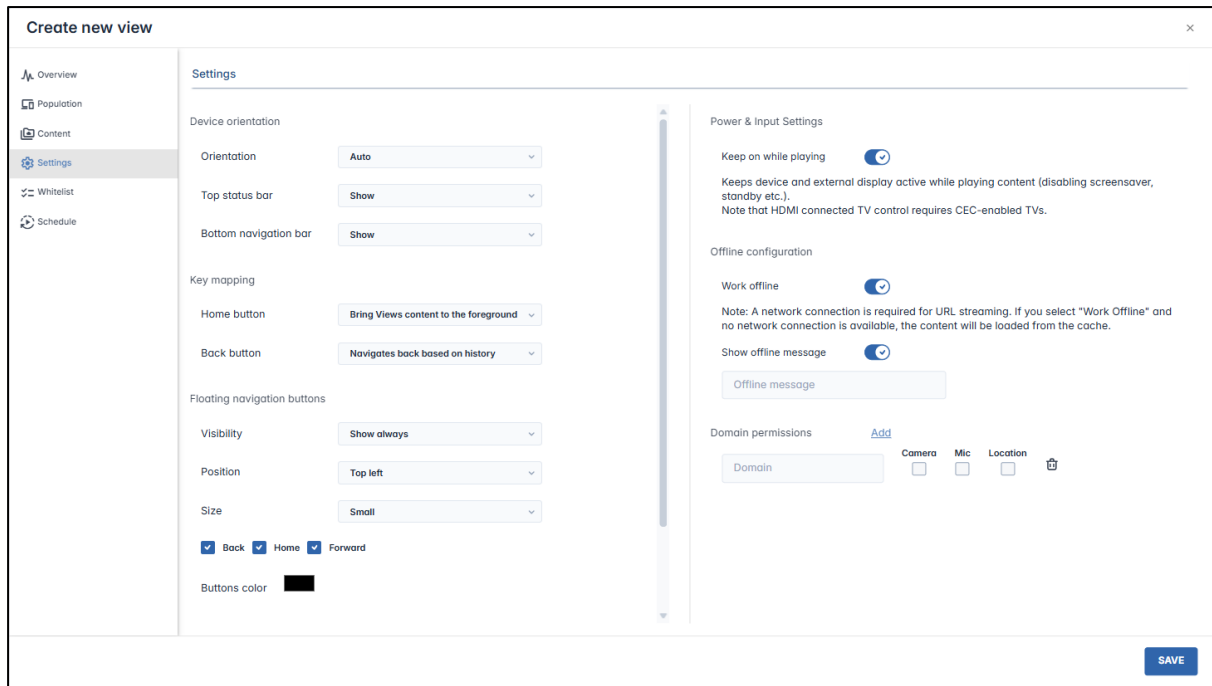 Create new view
Overview
Population
Content
Settings
Whitelist
Schedule
Settings
Device orientation
Orientation Auto
Top status bar Show
Bottom navigation bar Show
Key mapping
Home button Bring Views content to the foreground
Back button Navigates back based on history
Floating navigation buttons
Visibility Show always
Position Top left
Size Small
Back Home Forward
Buttons color
Power & Input Settings
Keep on while playing
Keeps device and external display active while playing content (disabling screensaver,
standby etc.).
Note that HDMI connected TV control requires CEC-enabled TVs.
Offline configuration
Work offline
Note: A network connection is required for URL streaming. If you select "Work Offline" and
no network connection is available, the content will be loaded from the cache.
Show offline message
Offline message
Domain permissions Add
Camera Mic Location
Domain
SAVE